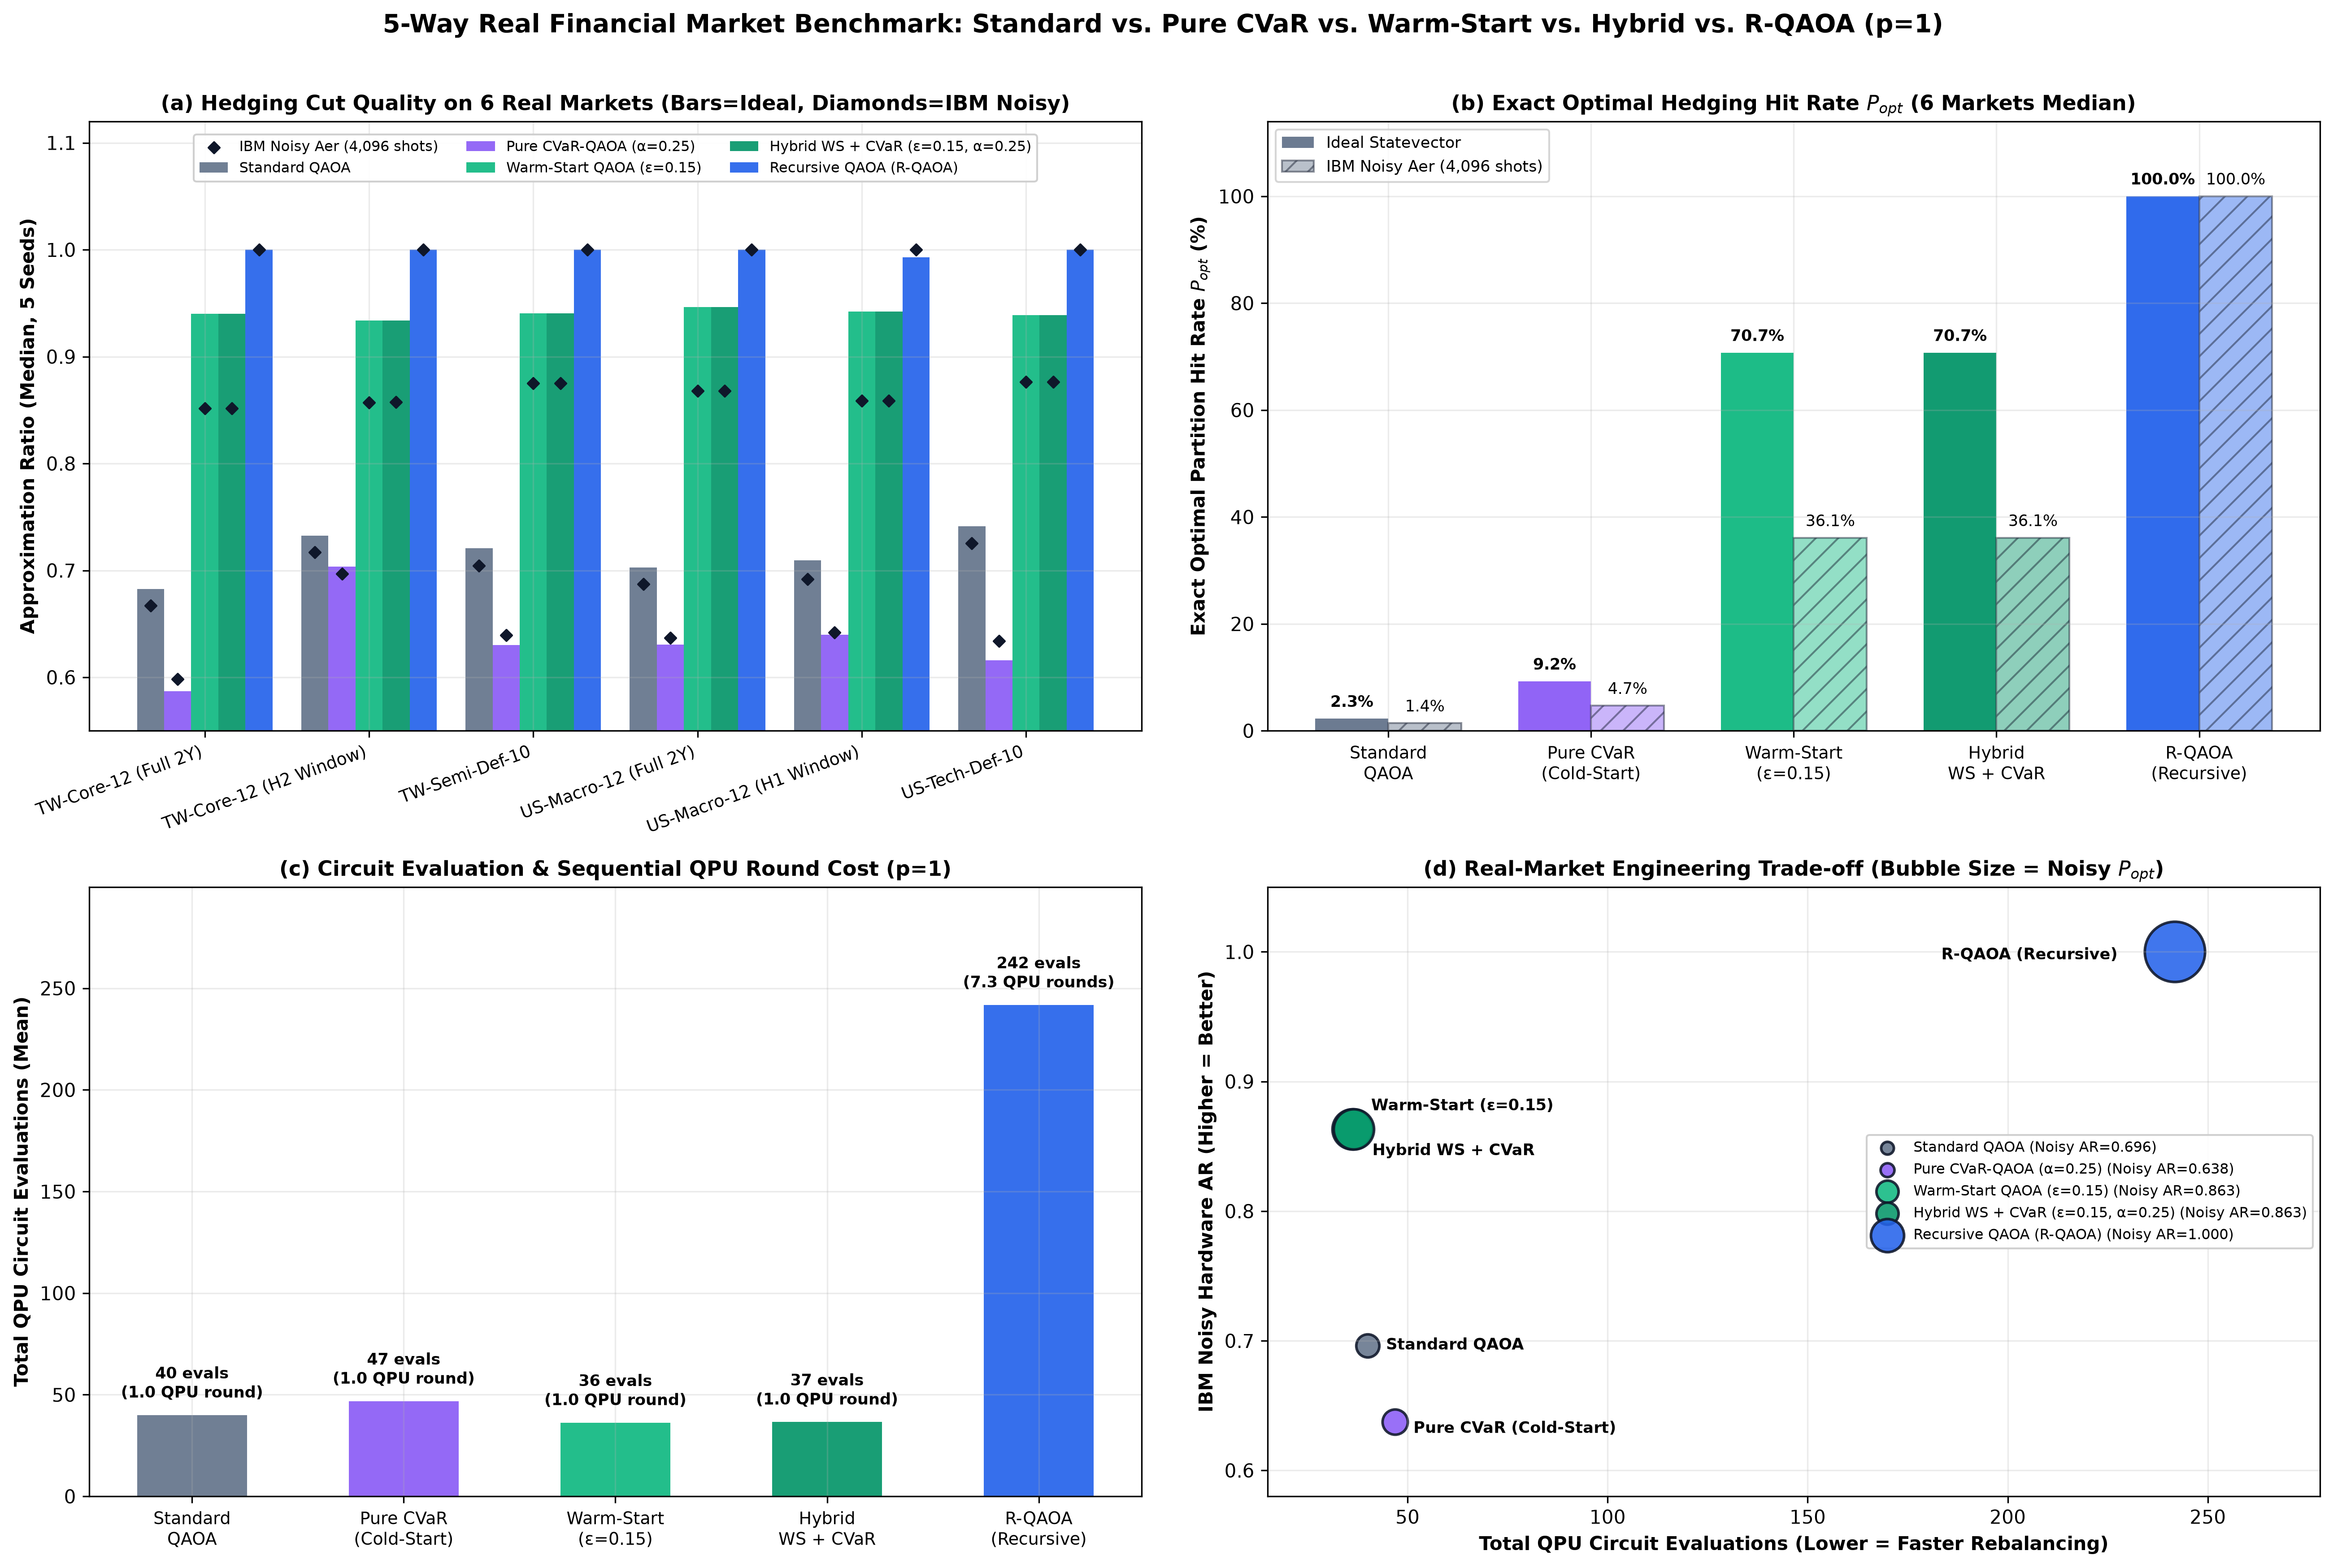 5-Way Real Financial Market Benchmark: Standard vs. Pure CVaR vs. Warm-Start vs. Hybrid vs. R-QAOA (p=1)
(a) Hedging Cut Quality on 6 Real Markets (Bars=Ideal, Diamonds=IBM Noisy)
IBM Noisy Aer (4,096 shots)
Standard QAOA
Pure CVaR-QAOA (α=0.25)
Warm-Start QAOA (ε=0.15)
Hybrid WS + CVaR (ε=0.15, α=0.25)
Recursive QAOA (R-QAOA)
Approximation Ratio (Median, 5 Seeds)
1.1
1.0
0.9
0.8
0.7
0.6
TW-Core-12 (Full 2Y)
TW-Core-12 (H2 Window)
TW-Semi-Def-10
US-Macro-12 (Full 2Y)
US-Macro-12 (H1 Window)
US-Tech-Def-10
(b) Exact Optimal Hedging Hit Rate P_opt (6 Markets Median)
Ideal Statevector
IBM Noisy Aer (4,096 shots)
Exact Optimal Partition Hit Rate P_opt (%)
100
80
60
40
20
0
2.3%
1.4%
9.2%
4.7%
70.7%
36.1%
70.7%
36.1%
100.0%
100.0%
Standard
QAOA
Pure CVaR
(Cold-Start)
Warm-Start
(ε=0.15)
Hybrid
WS + CVaR
R-QAOA
(Recursive)
(c) Circuit Evaluation & Sequential QPU Round Cost (p=1)
Total QPU Circuit Evaluations (Mean)
250
200
150
100
50
0
40 evals
(1.0 QPU round)
47 evals
(1.0 QPU round)
36 evals
(1.0 QPU round)
37 evals
(1.0 QPU round)
242 evals
(7.3 QPU rounds)
Standard
QAOA
Pure CVaR
(Cold-Start)
Warm-Start
(ε=0.15)
Hybrid
WS + CVaR
R-QAOA
(Recursive)
(d) Real-Market Engineering Trade-off (Bubble Size = Noisy P_opt)
IBM Noisy Hardware AR (Higher = Better)
1.0
0.9
0.8
0.7
0.6
R-QAOA (Recursive)
Warm-Start (ε=0.15)
Hybrid WS + CVaR
Standard QAOA
Pure CVaR (Cold-Start)
Standard QAOA (Noisy AR=0.696)
Pure CVaR-QAOA (α=0.25) (Noisy AR=0.638)
Warm-Start QAOA (ε=0.15) (Noisy AR=0.863)
Hybrid WS + CVaR (ε=0.15, α=0.25) (Noisy AR=0.863)
Recursive QAOA (R-QAOA) (Noisy AR=1.000)
50
100
150
200
250
Total QPU Circuit Evaluations (Lower = Faster Rebalancing)